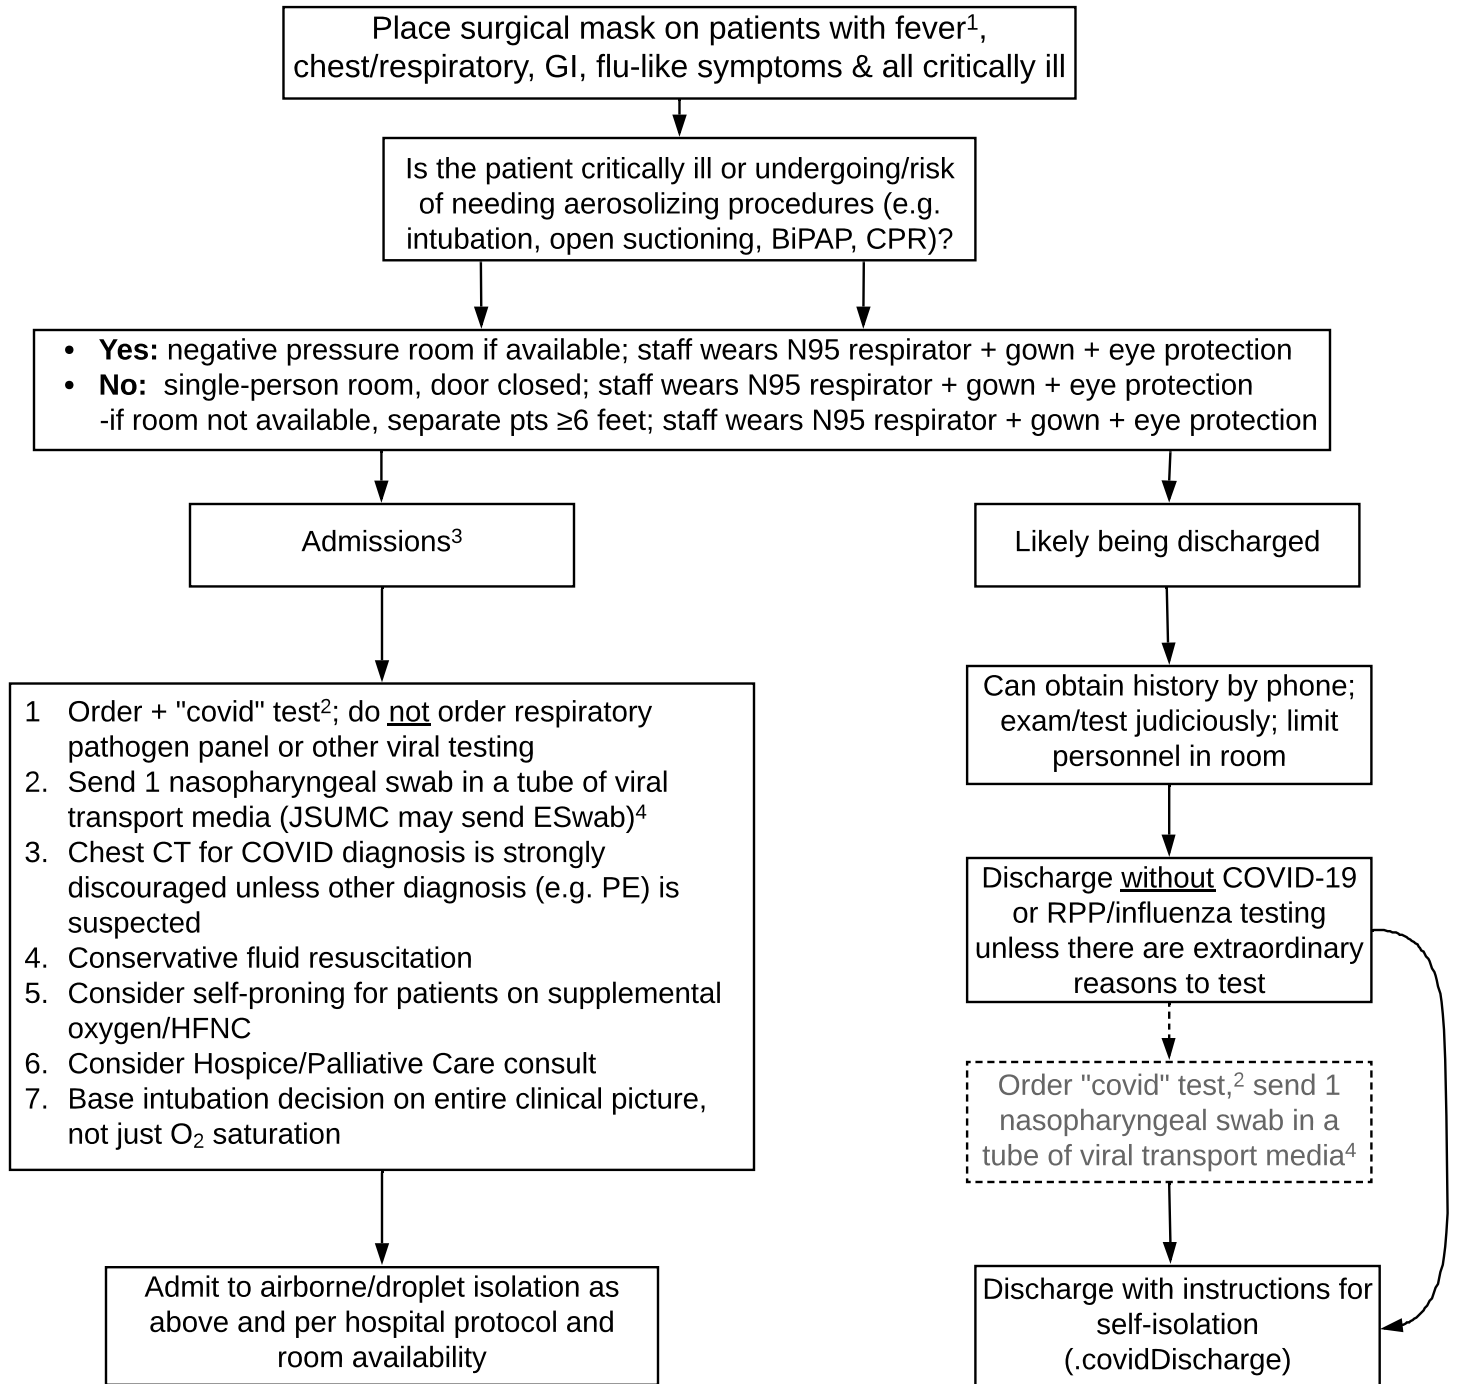 Place surgical mask on patients with fever¹,
chest/respiratory, GI, flu-like symptoms & all critically ill
Is the patient critically ill or undergoing/risk
of needing aerosolizing procedures (e.g.
intubation, open suctioning, BiPAP, CPR)?
• Yes: negative pressure room if available; staff wears N95 respirator + gown + eye protection
• No: single-person room, door closed; staff wears N95 respirator + gown + eye protection
-if room not available, separate pts ≥6 feet; staff wears N95 respirator + gown + eye protection
Admissions³
1 Order + "covid" test²; do not order respiratory
pathogen panel or other viral testing
2. Send 1 nasopharyngeal swab in a tube of viral
transport media (JSUMC may send ESwab)⁴
3. Chest CT for COVID diagnosis is strongly
discouraged unless other diagnosis (e.g. PE) is
suspected
4. Conservative fluid resuscitation
5. Consider self-proning for patients on supplemental
oxygen/HFNC
6. Consider Hospice/Palliative Care consult
7. Base intubation decision on entire clinical picture,
not just O₂ saturation
Admit to airborne/droplet isolation as
above and per hospital protocol and
room availability
Likely being discharged
Can obtain history by phone;
exam/test judiciously; limit
personnel in room
Discharge without COVID-19
or RPP/influenza testing
unless there are extraordinary
reasons to test
Order "covid" test,² send 1
nasopharyngeal swab in a
tube of viral transport media⁴
Discharge with instructions for
self-isolation
(.covidDischarge)